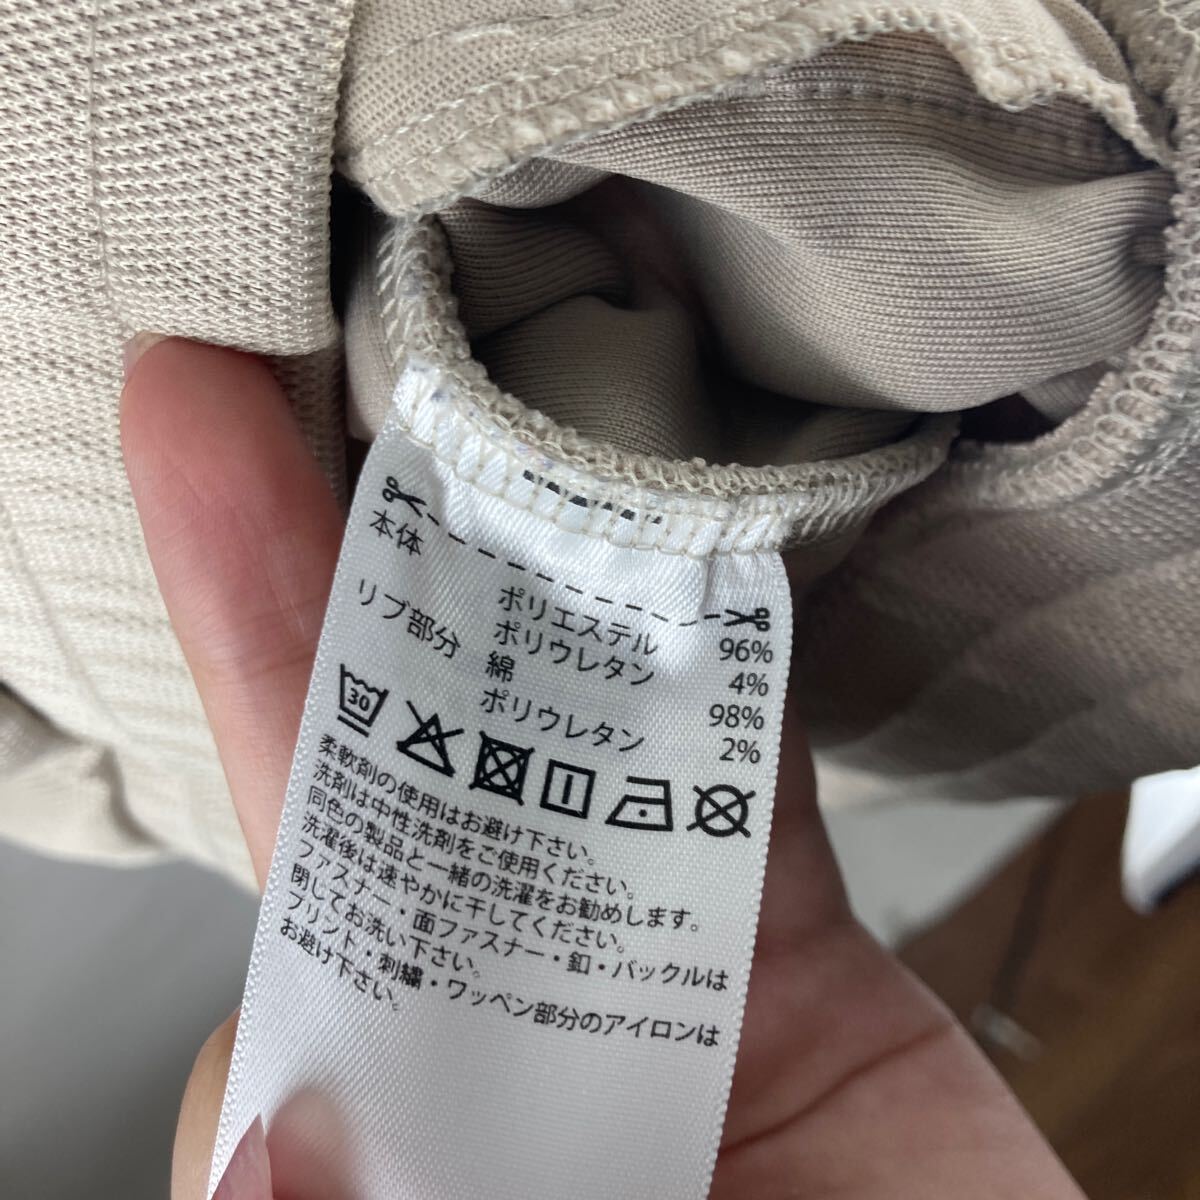 本体 ポリエステル 96%
ポリウレタン 4%
リブ部分 綿 98%
ポリウレタン 2%
30
柔軟剤の使用はお避け下さい。
洗剤は中性洗剤をご使用ください。
同色の製品と一緒の洗濯をお勧めします。
洗濯後は速やかに干してください。
ファスナー・面ファスナー・釦・バックルは
閉じてお洗い下さい。
プリント・刺繍・ワッペン部分のアイロンは
お避け下さい。